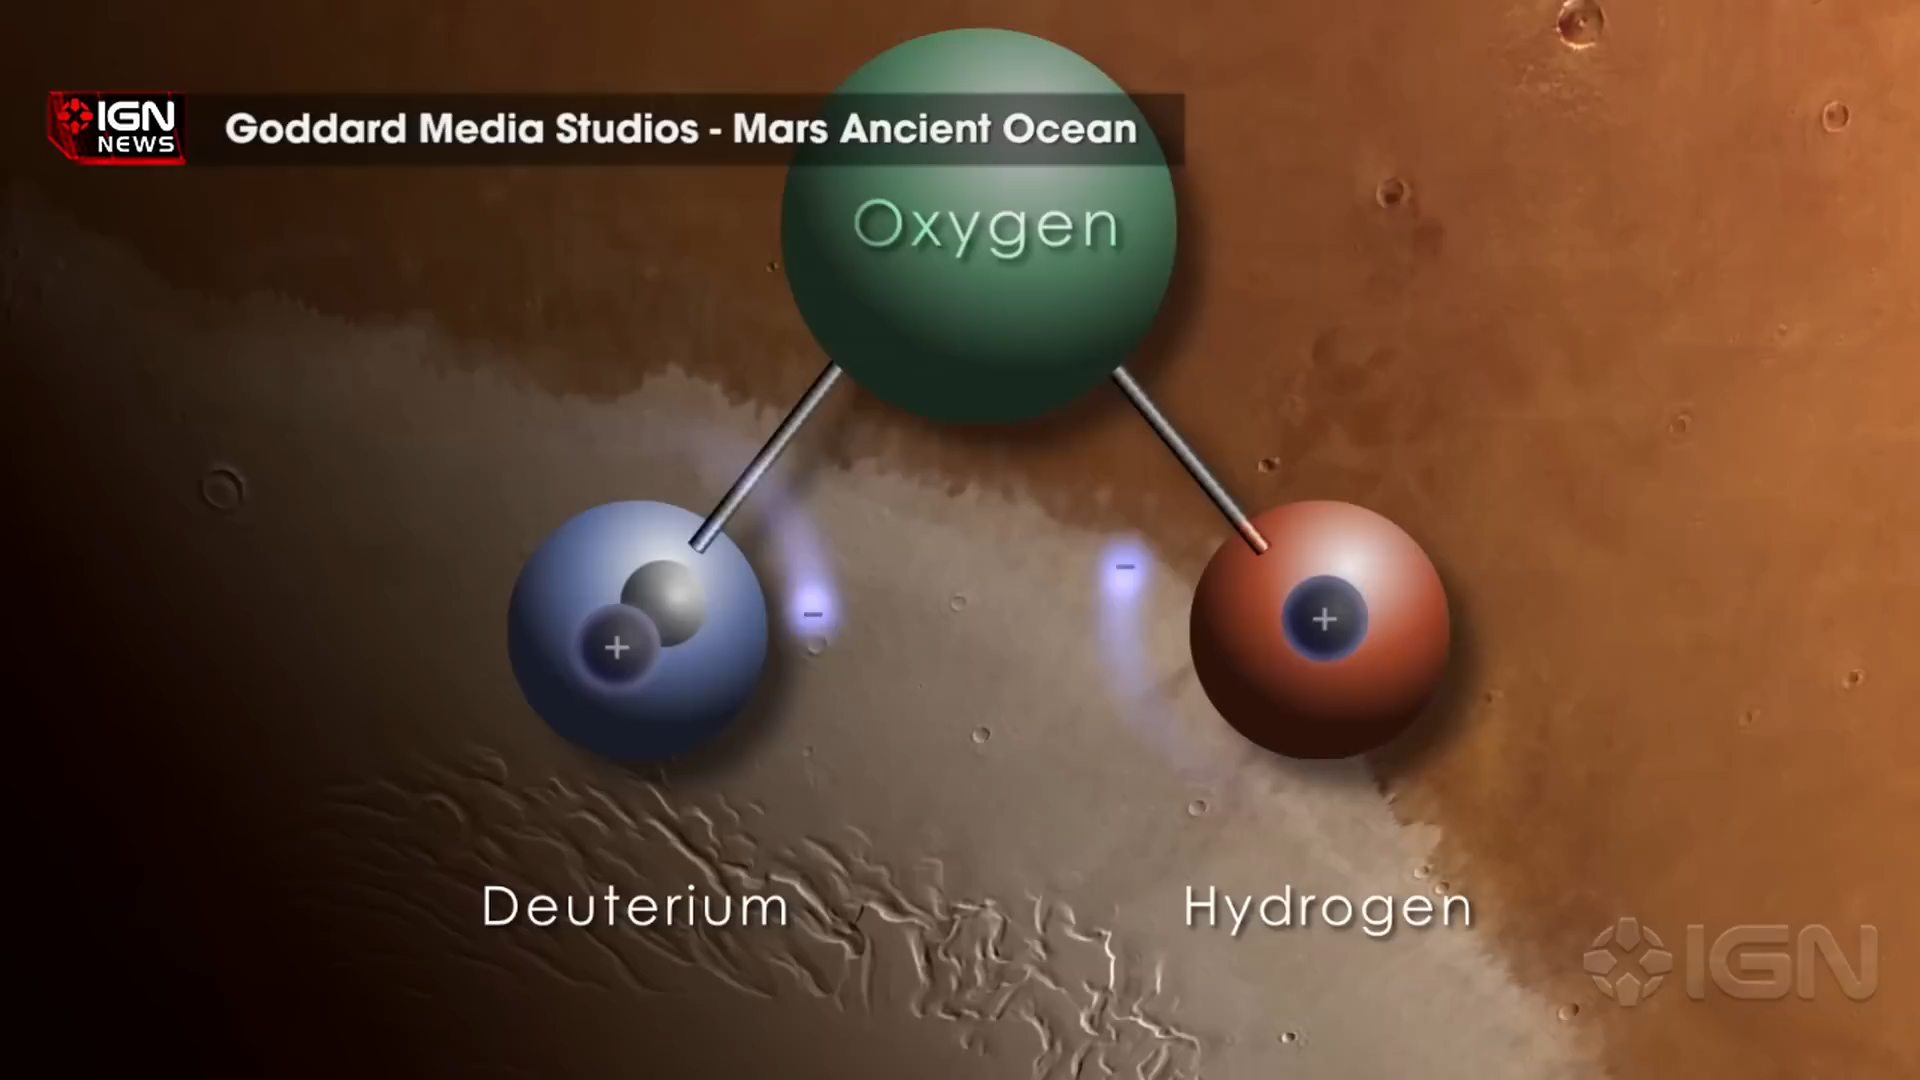 IGN
NEWS
Goddard Media Studios - Mars Ancient Ocean
Oxygen
-
-
+
+
Deuterium
Hydrogen
IGN